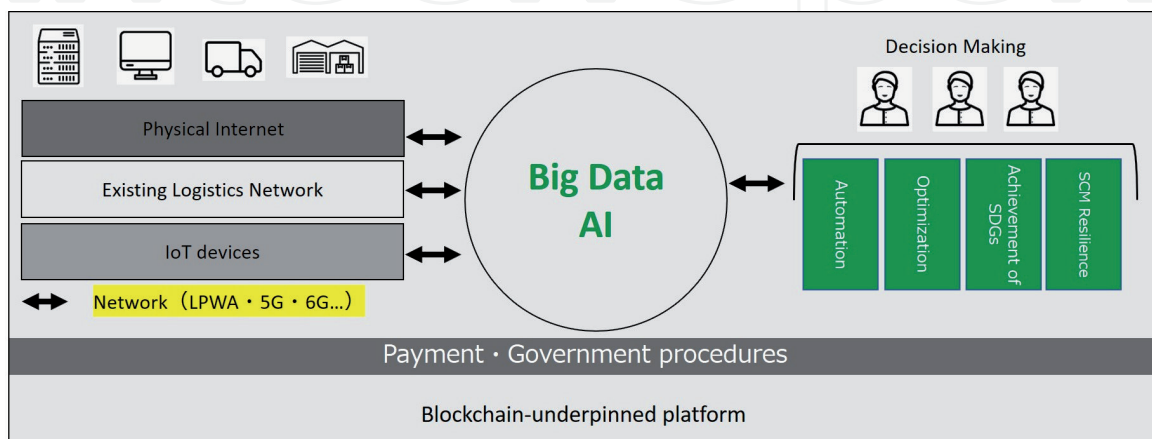 Decision Making
Physical Internet
Existing Logistics Network
IoT devices
Network（LPWA・5G・6G…）
Big Data
AI
Automation
Optimization
Achievement of
SDGs
SCM Resilience
Payment・Government procedures
Blockchain-underpinned platform